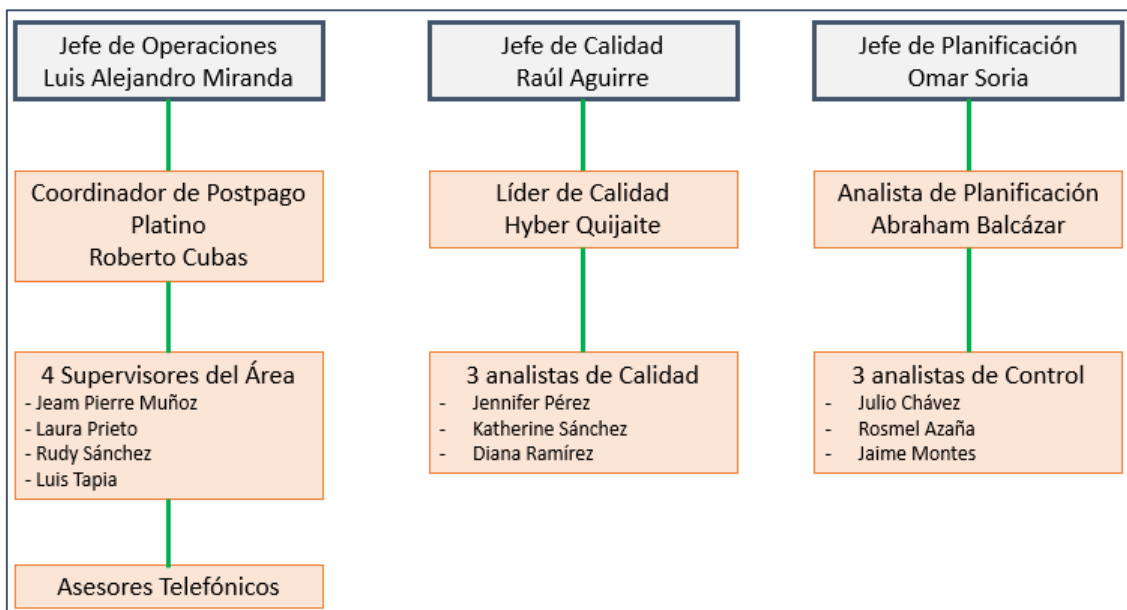 Jefe de Operaciones
Luis Alejandro Miranda
Coordinador de Postpago
Platino
Roberto Cubas
4 Supervisores del Área
- Jeam Pierre Muñoz
- Laura Prieto
- Rudy Sánchez
- Luis Tapia
Asesores Telefónicos
Jefe de Calidad
Raúl Aguirre
Líder de Calidad
Hyber Quijaite
3 analistas de Calidad
- Jennifer Pérez
- Katherine Sánchez
- Diana Ramírez
Jefe de Planificación
Omar Soria
Analista de Planificación
Abraham Balcázar
3 analistas de Control
- Julio Chávez
- Rosmel Azaña
- Jaime Montes